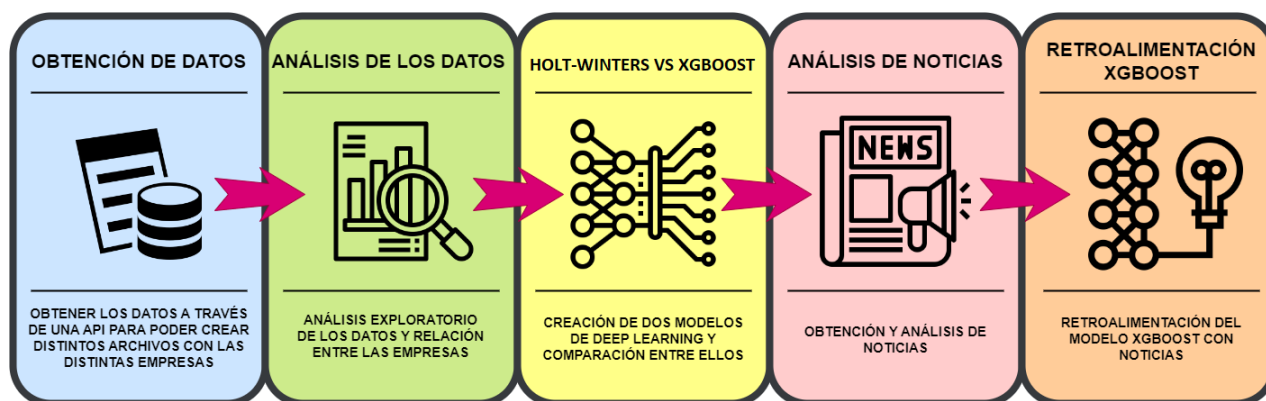 OBTENCIÓN DE DATOS
OBTENER LOS DATOS A TRAVÉS
DE UNA API PARA PODER CREAR
DISTINTOS ARCHIVOS CON LAS
DISTINTAS EMPRESAS
ANÁLISIS DE LOS DATOS
ANÁLISIS EXPLORATORIO
DE LOS DATOS Y RELACIÓN
ENTRE LAS EMPRESAS
HOLT-WINTERS VS XGBOOST
CREACIÓN DE DOS MODELOS
DE DEEP LEARNING Y
COMPARACIÓN ENTRE ELLOS
ANÁLISIS DE NOTICIAS
NEWS
OBTENCIÓN Y ANÁLISIS DE
NOTICIAS
RETROALIMENTACIÓN
XGBOOST
RETROALIMENTACIÓN DEL
MODELO XGBOOST CON
NOTICIAS